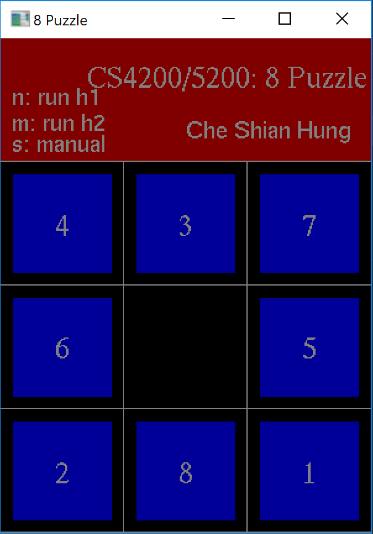 8 Puzzle
CS4200/5200: 8 Puzzle
n: run h1
m: run h2
Che Shian Hung
s: manual
4 3 7
6 5
2 8 1